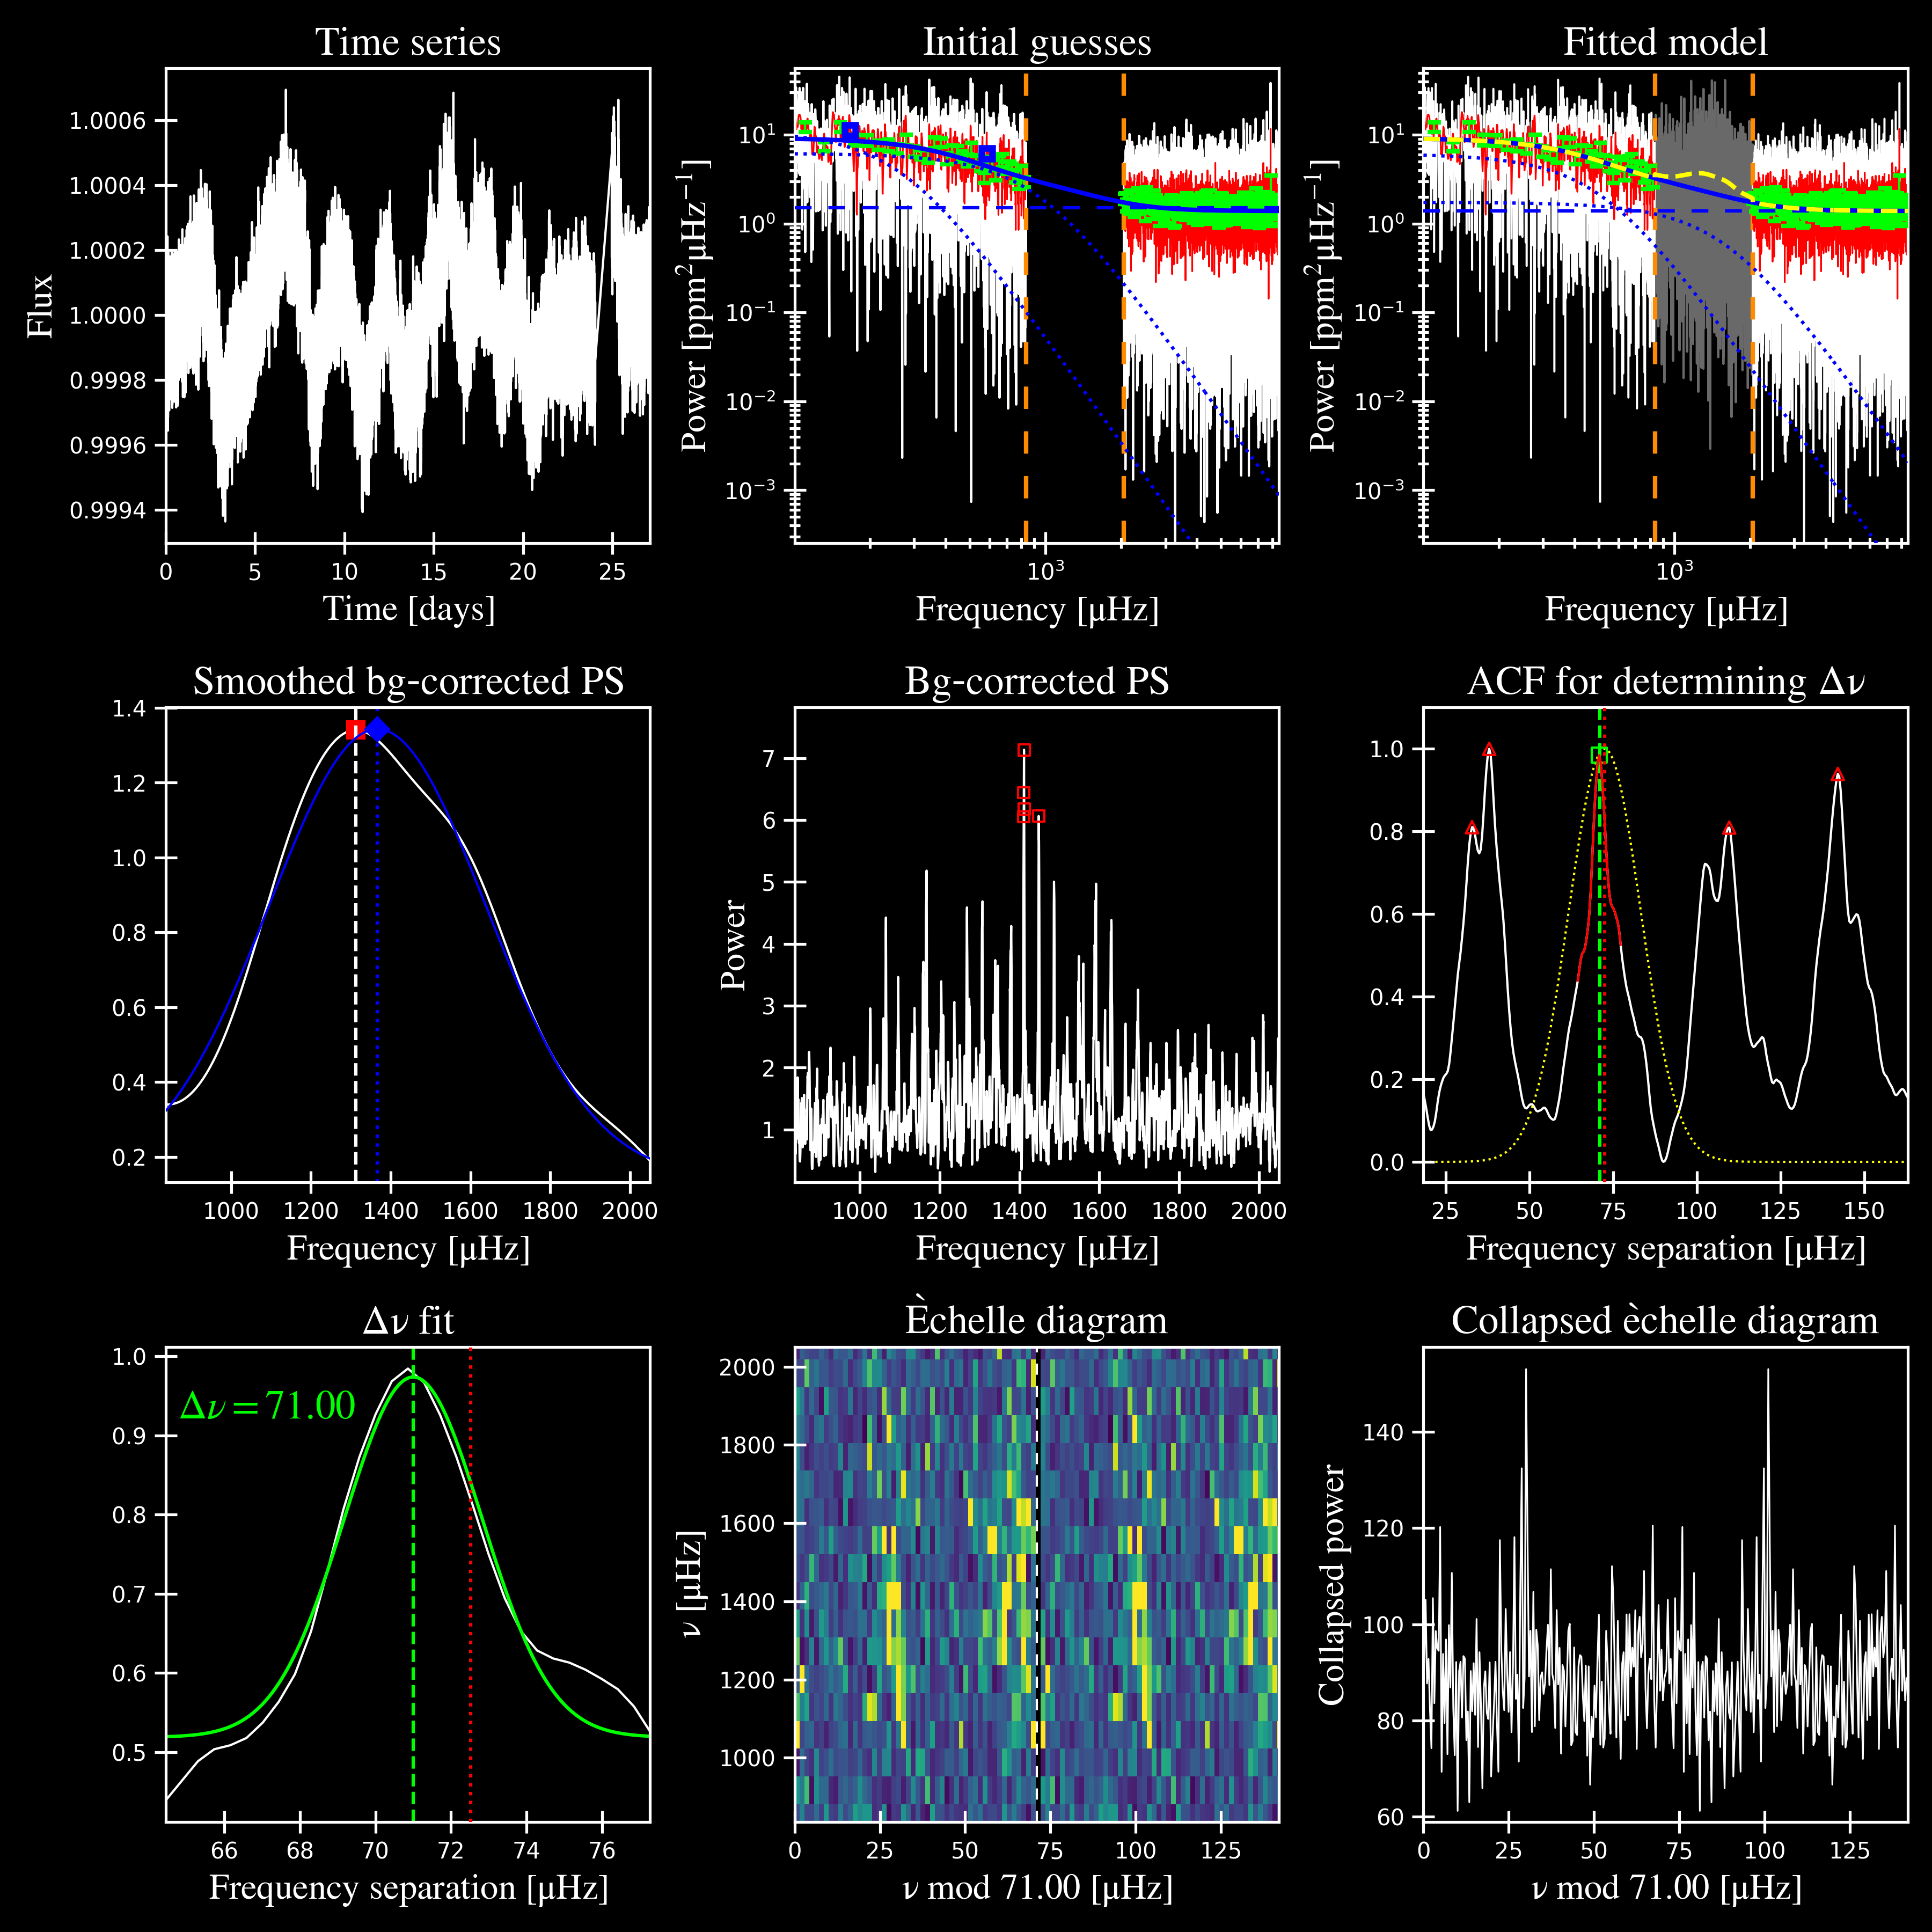 Time series
Flux
1.0006
1.0004
1.0002
1.0000
0.9998
0.9996
0.9994
0 5 10 15 20 25
Time [days]
Initial guesses
Power [ppm² μHz⁻¹]
10¹
10⁰
10⁻¹
10⁻²
10⁻³
10³
Frequency [μHz]
Fitted model
Power [ppm² μHz⁻¹]
10¹
10⁰
10⁻¹
10⁻²
10⁻³
10³
Frequency [μHz]
Smoothed bg-corrected PS
1.4
1.2
1.0
0.8
0.6
0.4
0.2
1000 1200 1400 1600 1800 2000
Frequency [μHz]
Bg-corrected PS
Power
7
6
5
4
3
2
1
1000 1200 1400 1600 1800 2000
Frequency [μHz]
ACF for determining Δν
1.0
0.8
0.6
0.4
0.2
0.0
25 50 75 100 125 150
Frequency separation [μHz]
Δν fit
Δν = 71.00
1.0
0.9
0.8
0.7
0.6
0.5
66 68 70 72 74 76
Frequency separation [μHz]
Èchelle diagram
ν [μHz]
2000
1800
1600
1400
1200
1000
0 25 50 75 100 125
ν mod 71.00 [μHz]
Collapsed èchelle diagram
Collapsed power
140
120
100
80
60
0 25 50 75 100 125
ν mod 71.00 [μHz]